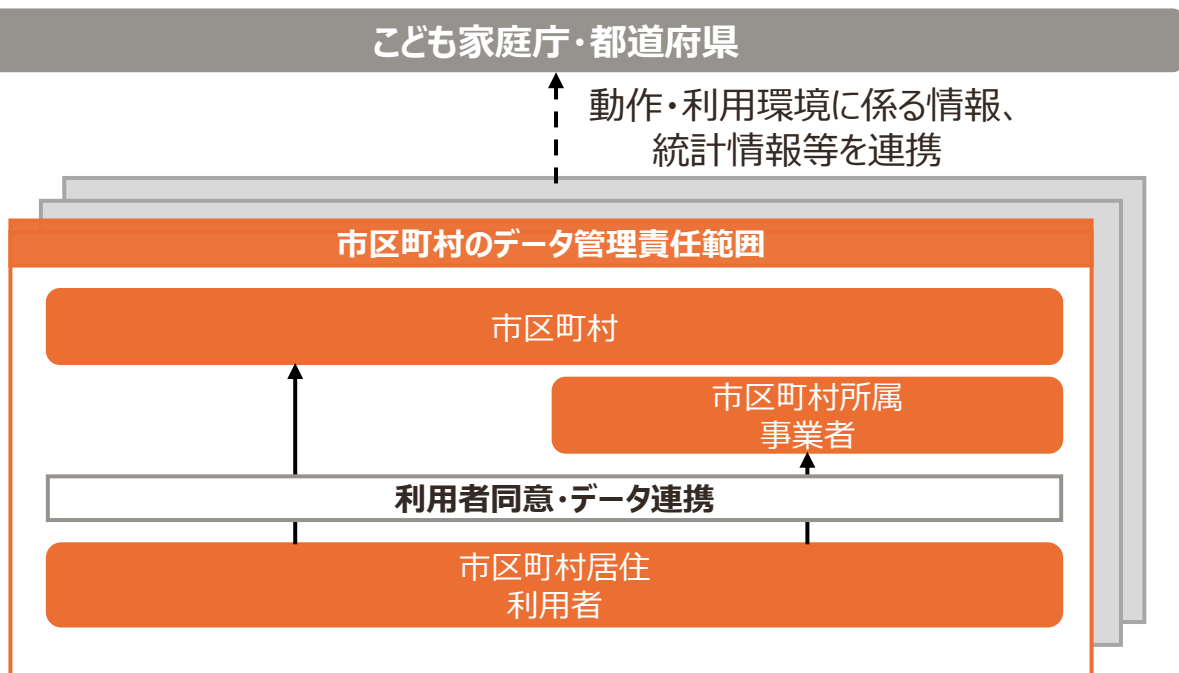 こども家庭庁・都道府県
動作・利用環境に係る情報、
統計情報等を連携
市区町村のデータ管理責任範囲
市区町村
市区町村所属
事業者
利用者同意・データ連携
市区町村居住
利用者